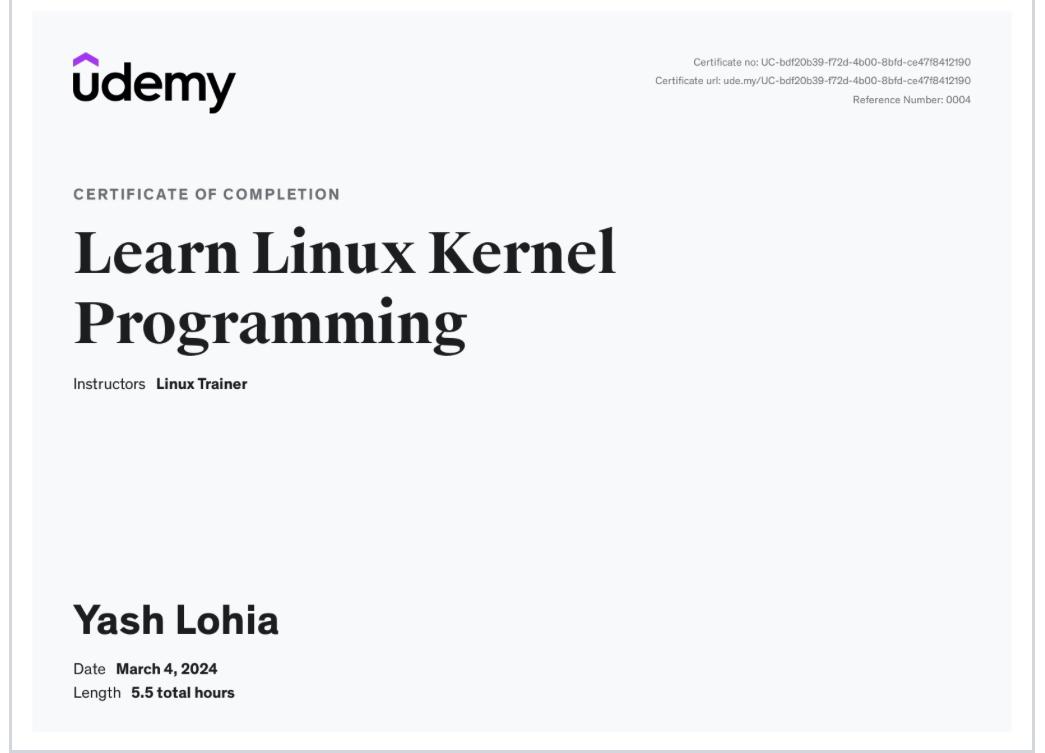 udemy
Certificate no: UC-bdf20b39-f72d-4b00-8bfd-ce47f8412190
Certificate url: ude.my/UC-bdf20b39-f72d-4b00-8bfd-ce47f8412190
Reference Number: 0004
CERTIFICATE OF COMPLETION
Learn Linux Kernel
Programming
Instructors Linux Trainer
Yash Lohia
Date March 4, 2024
Length 5.5 total hours